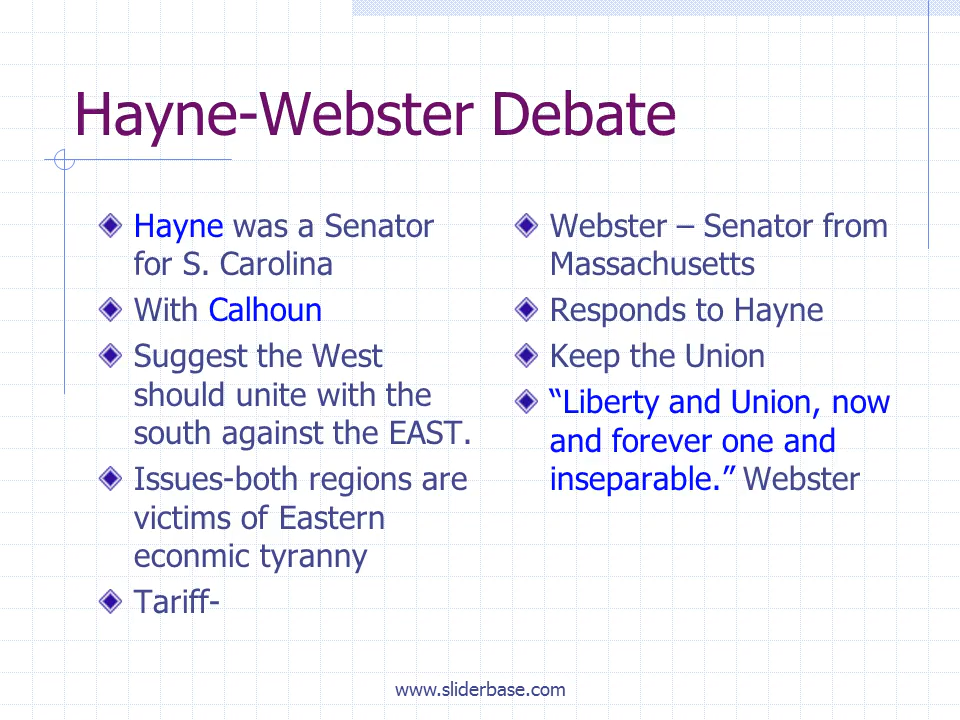 Hayne-Webster Debate
Hayne was a Senator
for S. Carolina
With Calhoun
Suggest the West
should unite with the
south against the EAST.
Issues-both regions are
victims of Eastern
econmic tyranny
Tariff-
Webster – Senator from
Massachusetts
Responds to Hayne
Keep the Union
“Liberty and Union, now
and forever one and
inseparable.” Webster
www.sliderbase.com